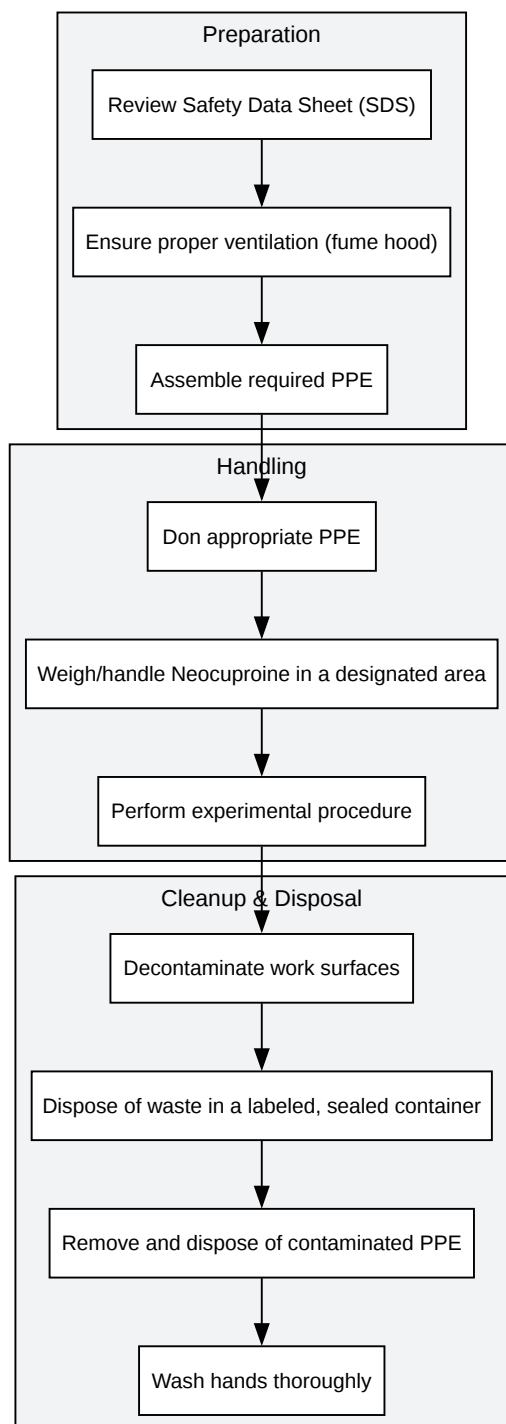 Preparation
Review Safety Data Sheet (SDS)
Ensure proper ventilation (fume hood)
Assemble required PPE
Handling
Don appropriate PPE
Weigh/handle Neocuproine in a designated area
Perform experimental procedure
Cleanup & Disposal
Decontaminate work surfaces
Dispose of waste in a labeled, sealed container
Remove and dispose of contaminated PPE
Wash hands thoroughly